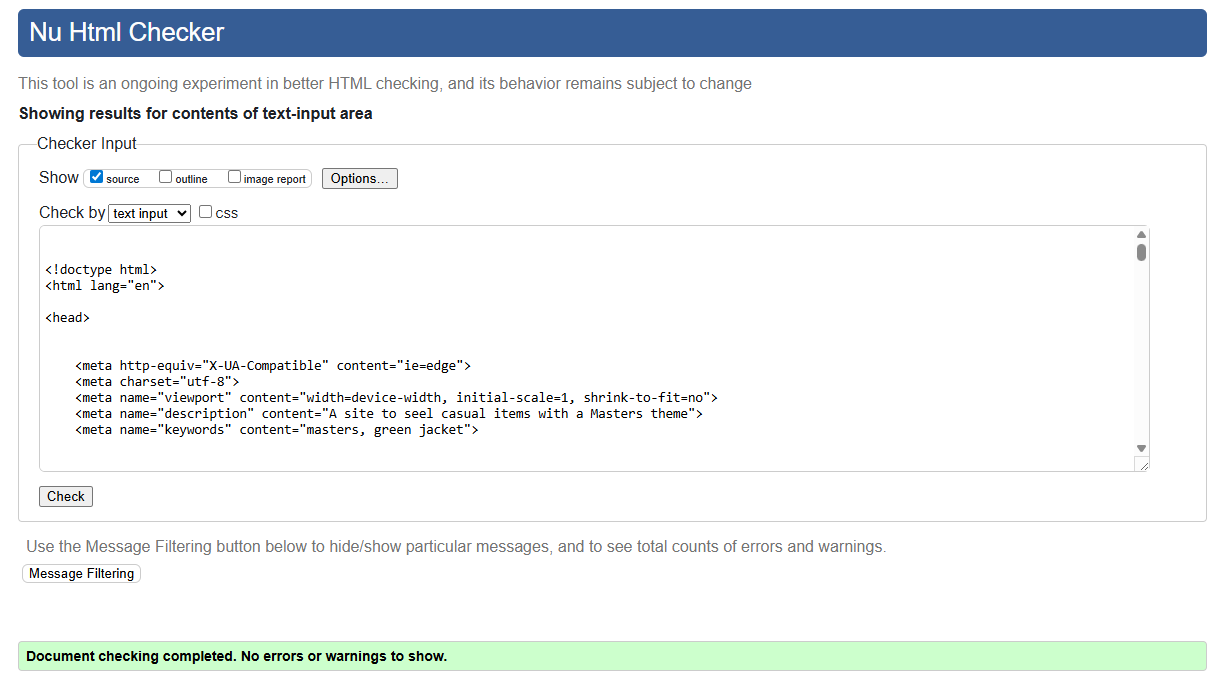 Nu Html Checker
This tool is an ongoing experiment in better HTML checking, and its behavior remains subject to change
Showing results for contents of text-input area
Checker Input
Show source outline image report Options...
Check by text input css
<!doctype html>
<html lang="en">
<head>
<meta http-equiv="X-UA-Compatible" content="ie=edge">
<meta charset="utf-8">
<meta name="viewport" content="width=device-width, initial-scale=1, shrink-to-fit=no">
<meta name="description" content="A site to seel casual items with a Masters theme">
<meta name="keywords" content="masters, green jacket">
Check
Use the Message Filtering button below to hide/show particular messages, and to see total counts of errors and warnings.
Message Filtering
Document checking completed. No errors or warnings to show.